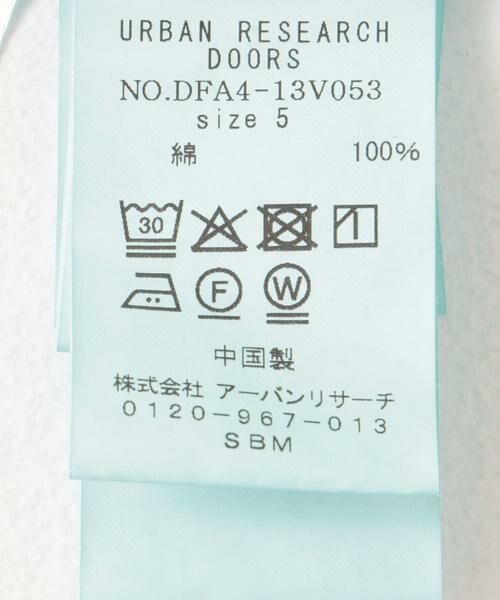 URBAN RESEARCH
DOORS
NO.DFA4-13V053
size 5
綿 100%
30
F W
中国製
株式会社 アーバンリサーチ
0120-967-013
SBM